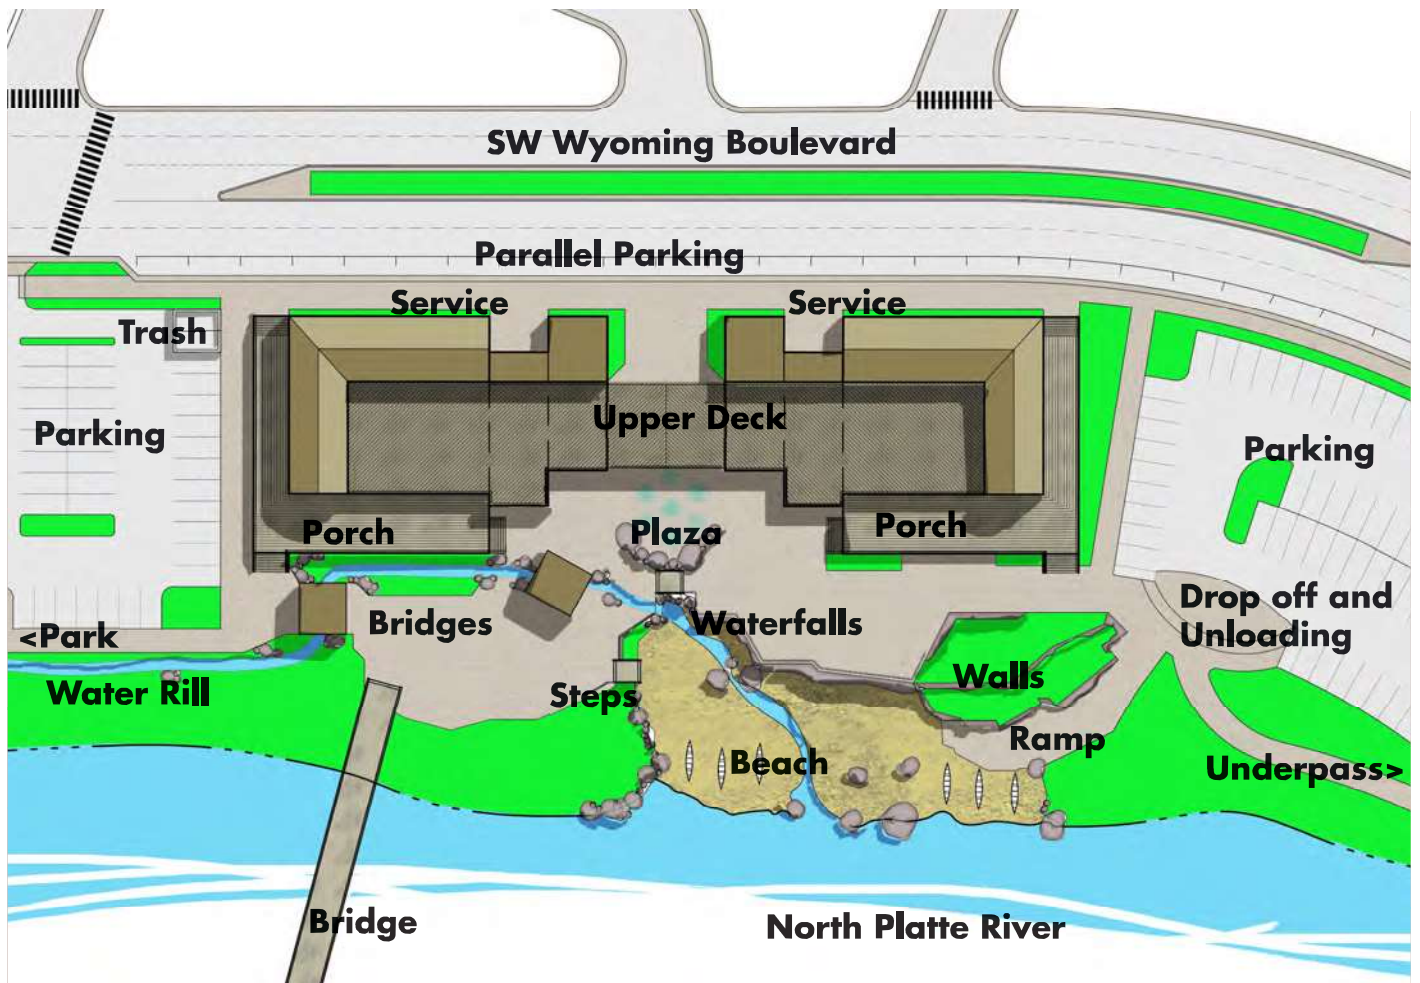 SW Wyoming Boulevard
Parallel Parking
Service
Service
Trash
Upper Deck
Parking
Parking
Porch
Plaza
Porch
<Park
Bridges
Waterfalls
Drop off and
Unloading
Water Rill
Steps
Walls
Ramp
Beach
Underpass>
Bridge
North Platte River